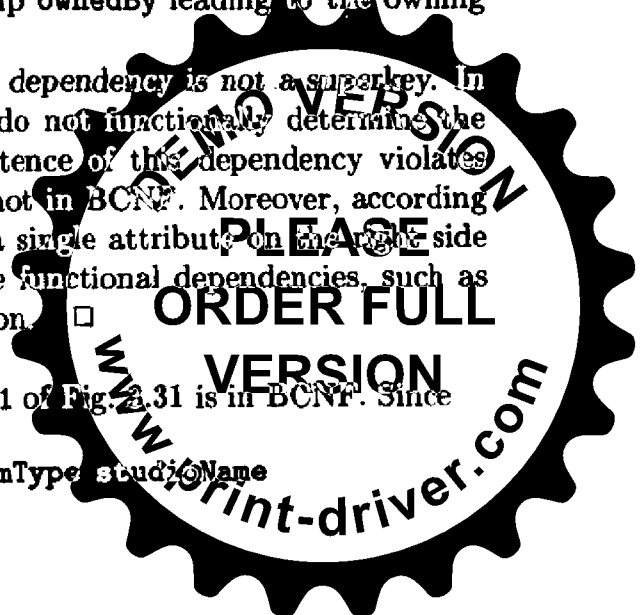 p ownedBy leading to the owning
dependency is not a superkey. In
do not functionally determine the
tence of this dependency violates
not in BCNF. Moreover, according
a single attribute on the right side
e functional dependencies, such as
on. □
1 of Fig. 3.31 is in BCNF. Since
mType studioName
DEMO VERSION
PLEASE
ORDER FULL
VERSION
www.print-driver.com